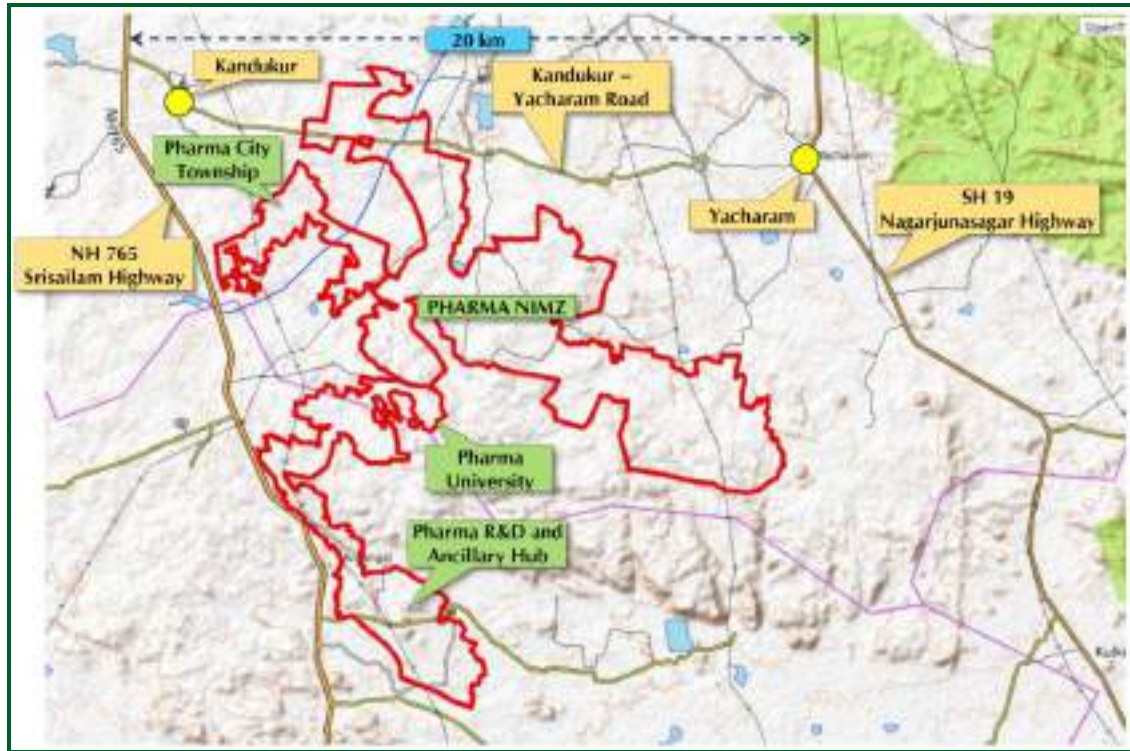 20 km
Kandukur
Kandukur –
Yacharam Road
Pharma City
Township
SH 19
Nagarjunasagar Highway
Yacharam
NH 765
Srisailam Highway
PHARMA NIMZ
Pharma
University
Pharma R&D and
Ancillary Hub